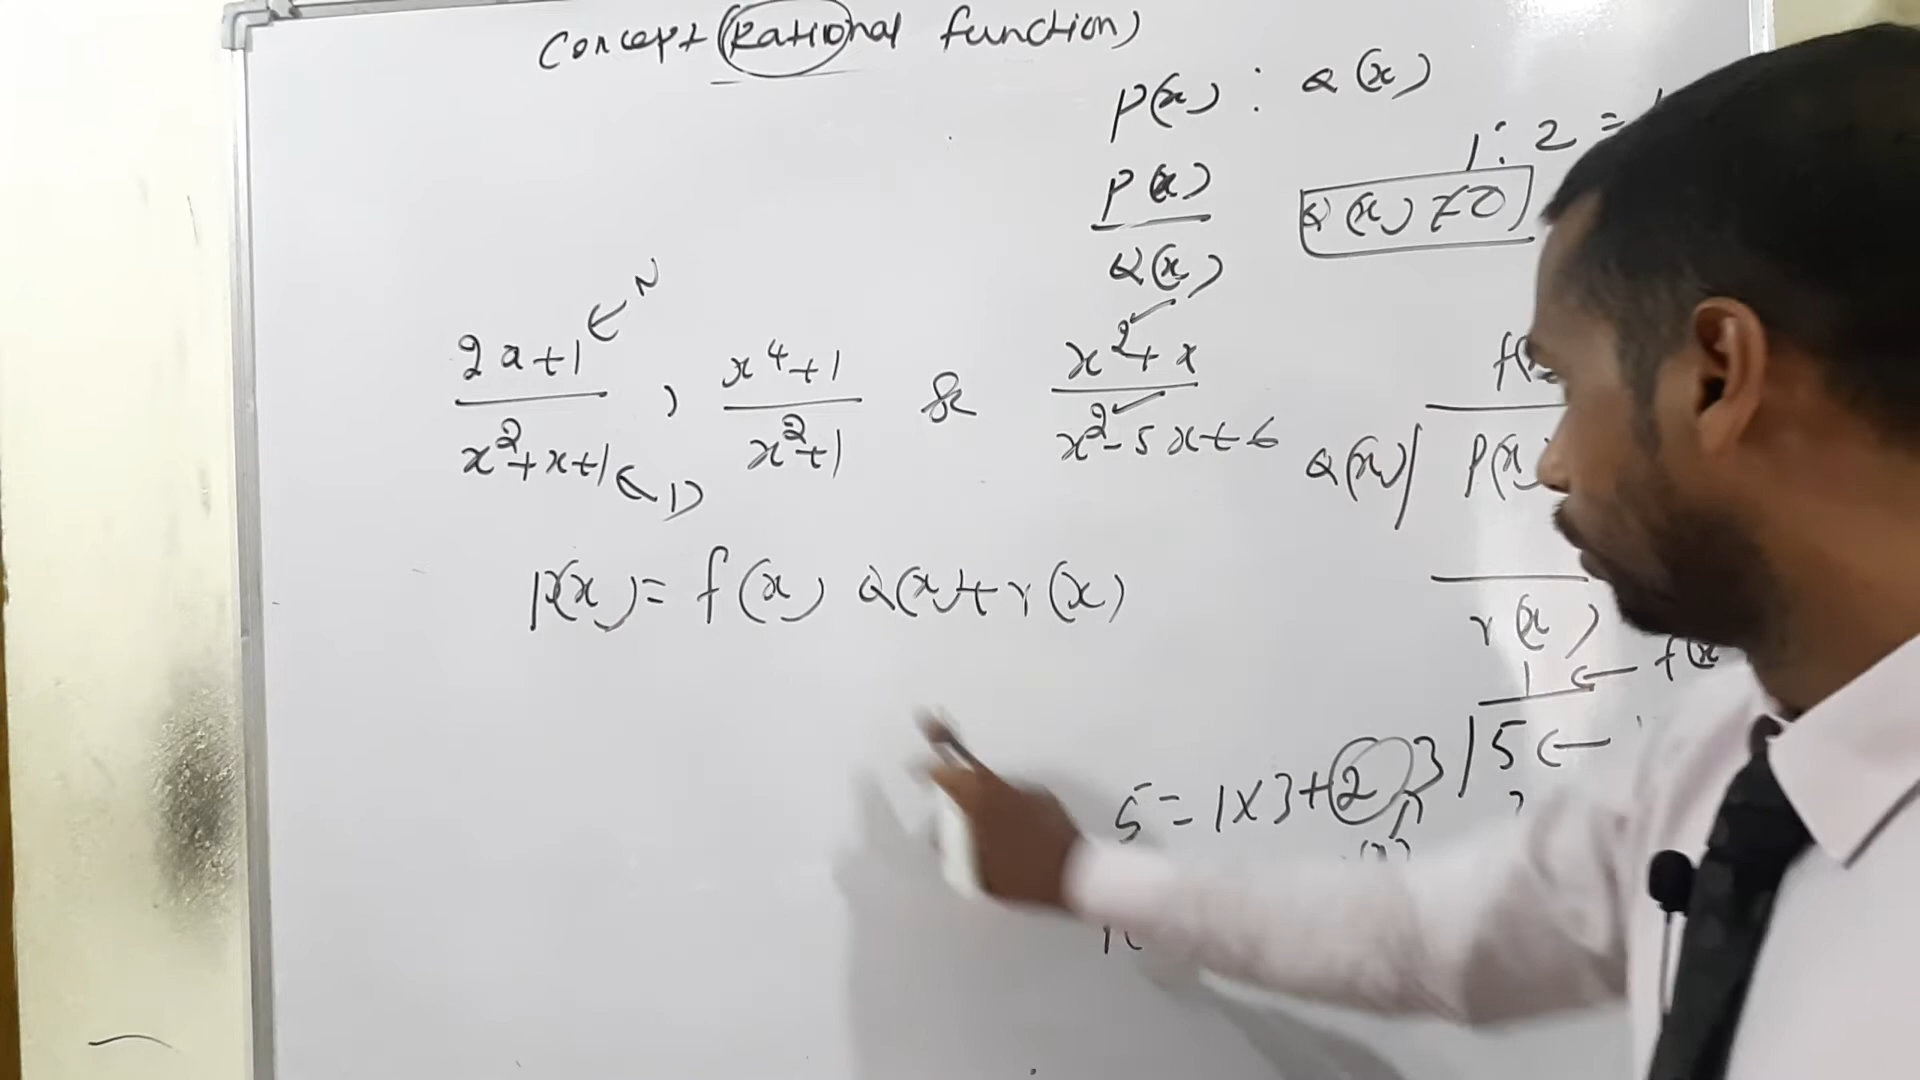 Concept (Rational function)
P(x) : Q(x)
1 : 2 =
P(x)
Q(x)
Q(x) ≠ 0
← N
2x+1 / x²+x+1 , x⁴+1 / x²+1 & x²+x / x²-5x+6
← D
Q(x) | P(x)
P(x) = f(x) Q(x) + r(x)
r(x)
1 ← f(x
3 | 5 ←
5 = 1×3+2